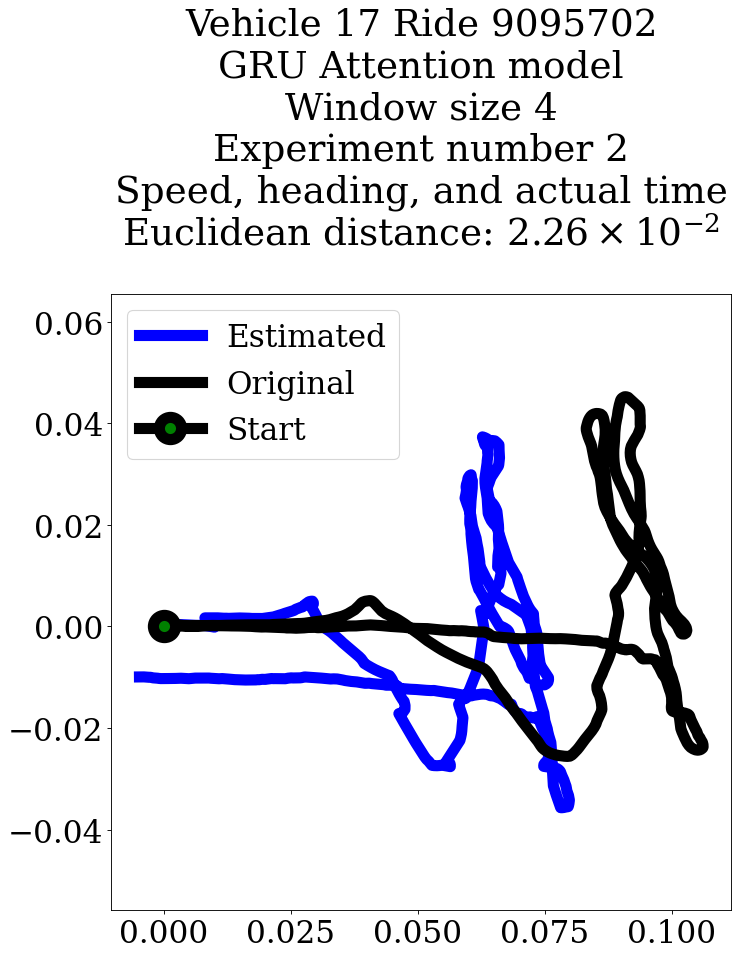 Vehicle 17 Ride 9095702
GRU Attention model
Window size 4
Experiment number 2
Speed, heading, and actual time
Euclidean distance: 2.26 × 10⁻²
Estimated
Original
Start
0.06
0.04
0.02
0.00
−0.02
−0.04
0.000 0.025 0.050 0.075 0.100